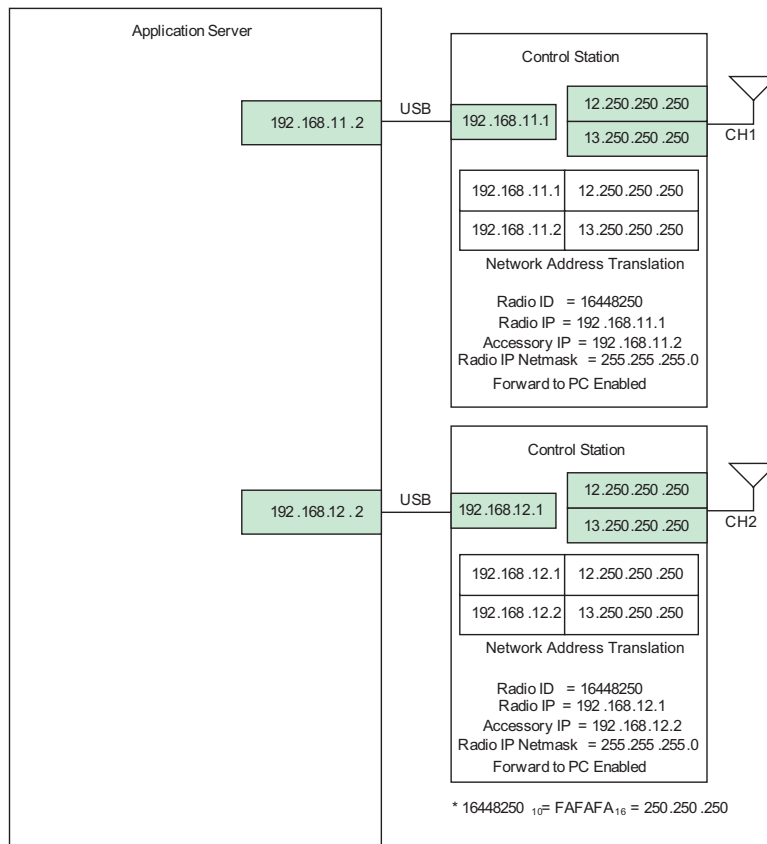 Application Server
Control Station
192.168.11.2
USB
192.168.11.1
12.250.250.250
13.250.250.250
CH1
192.168.11.1 12.250.250.250
192.168.11.2 13.250.250.250
Network Address Translation
Radio ID = 16448250
Radio IP = 192.168.11.1
Accessory IP = 192.168.11.2
Radio IP Netmask = 255.255.255.0
Forward to PC Enabled
Control Station
192.168.12.2
USB
192.168.12.1
12.250.250.250
13.250.250.250
CH2
192.168.12.1 12.250.250.250
192.168.12.2 13.250.250.250
Network Address Translation
Radio ID = 16448250
Radio IP = 192.168.12.1
Accessory IP = 192.168.12.2
Radio IP Netmask = 255.255.255.0
Forward to PC Enabled
* 16448250 10= FAFAFA16 = 250.250.250